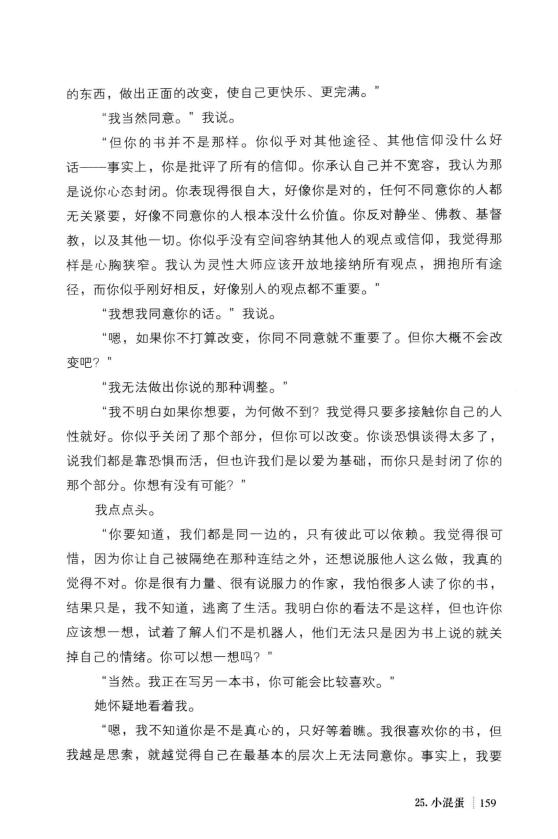 的东西，做出正面的改变，使自己更快乐、更完满。”
“我当然同意。”我说。
“但你的书并不是那样。你似乎对其他途径、其他信仰没什么好
话——事实上，你是批评了所有的信仰。你承认自己并不宽容，我认为那
是说你心态封闭。你表现得很自大，好像你是对的，任何不同意你的人都
无关紧要，好像不同意你的人根本没什么价值。你反对静坐、佛教、基督
教，以及其他一切。你似乎没有空间容纳其他人的观点或信仰，我觉得那
样是心胸狭窄。我认为灵性大师应该开放地接纳所有观点，拥抱所有途
径，而你似乎刚好相反，好像别人的观点都不重要。”
“我想我同意你的话。”我说。
“嗯，如果你不打算改变，你同不同意就不重要了。但你大概不会改
变吧？”
“我无法做出你说的那种调整。”
“我不明白如果你想要，为何做不到？我觉得只要多接触你自己的人
性就好。你似乎关闭了那个部分，但你可以改变。你谈恐惧谈得太多了，
说我们都是靠恐惧而活，但也许我们是以爱为基础，而你只是封闭了你的
那个部分。你想有没有可能？”
我点点头。
“你要知道，我们都是同一边的，只有彼此可以依赖。我觉得很可
惜，因为你让自己被隔绝在那种连结之外，还想说服他人这么做，我真的
觉得不对。你是很有力量、很有说服力的作家，我怕很多人读了你的书，
结果只是，我不知道，逃离了生活。我明白你的看法不是这样，但也许你
应该想一想，试着了解人们不是机器人，他们无法只是因为书上说的就关
掉自己的情绪。你可以想一想吗？”
“当然。我正在写另一本书，你可能会比较喜欢。”
她怀疑地看着我。
“嗯，我不知道你是不是真心的，只好等着瞧。我很喜欢你的书，但
我越是思索，就越觉得自己在最基本的层次上无法同意你。事实上，我要
25. 小混蛋 159